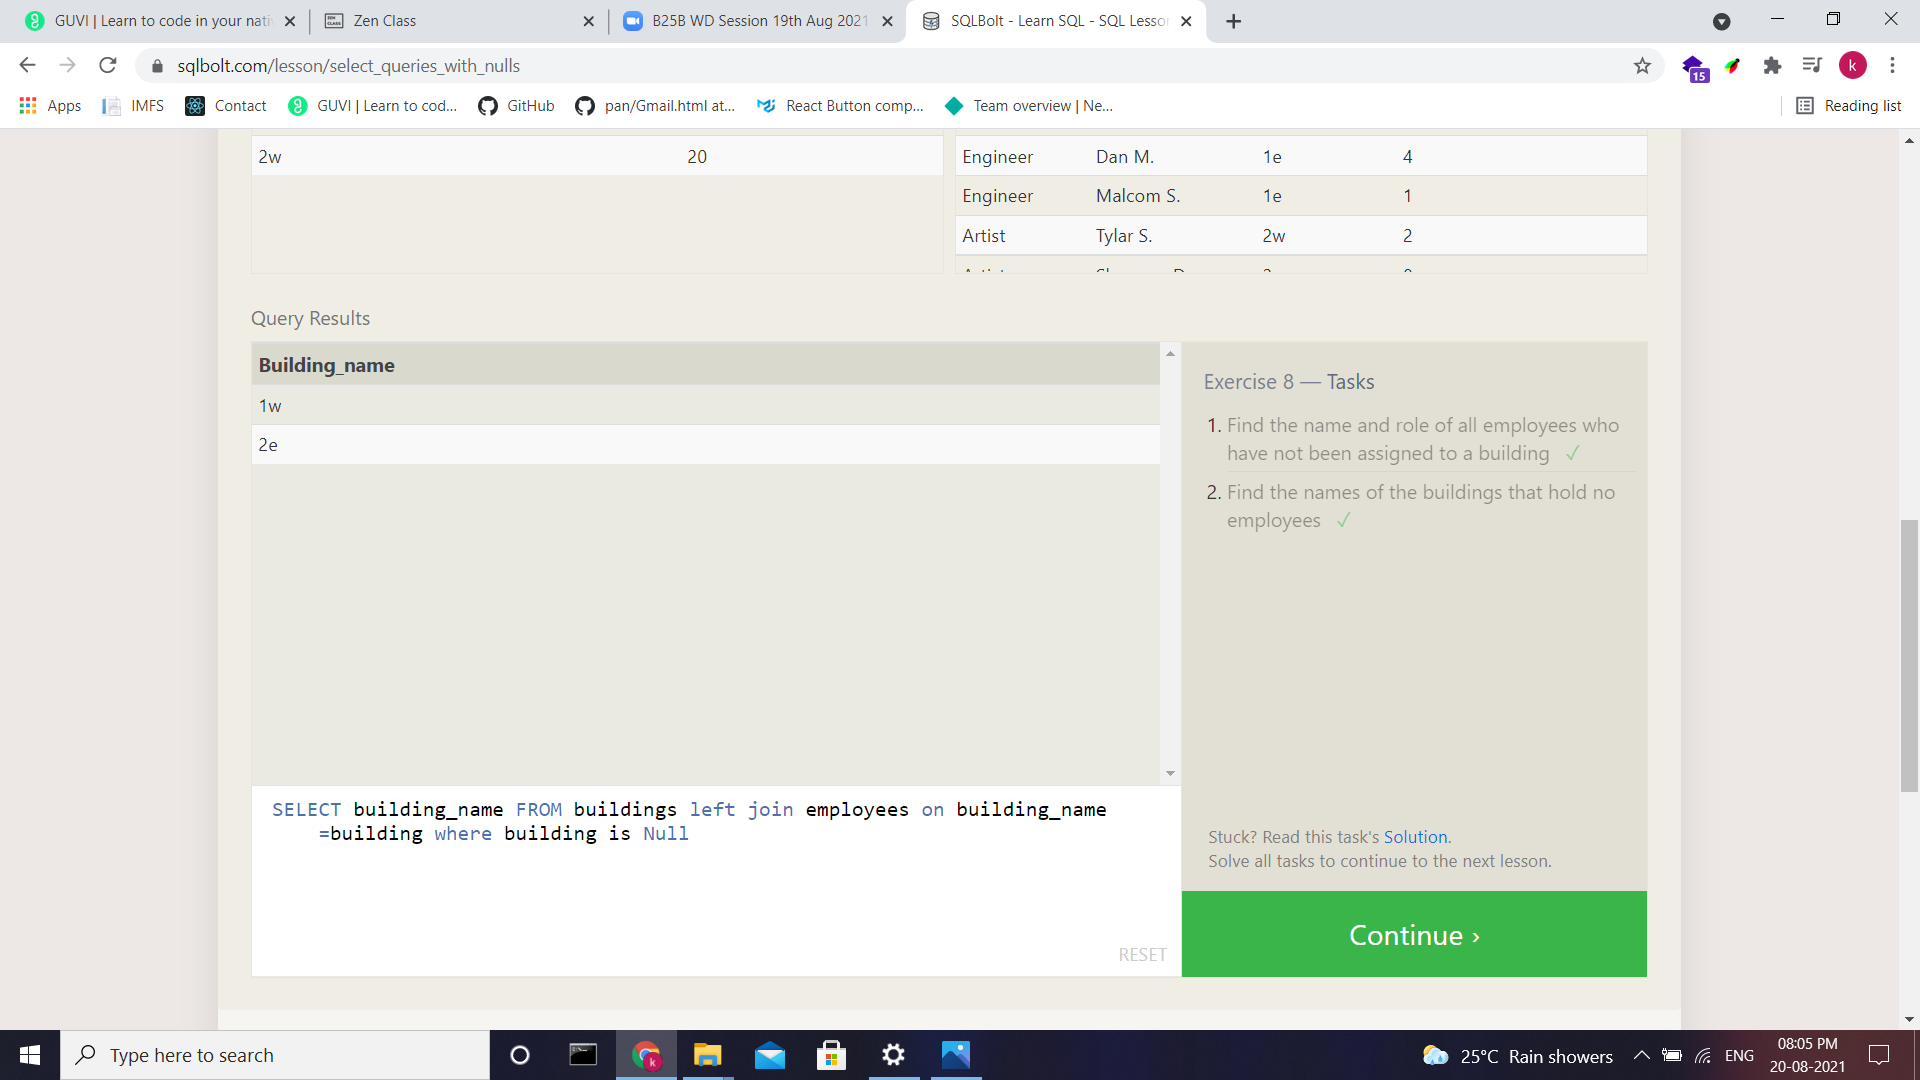 GUVI | Learn to code in your nati
Zen Class
B25B WD Session 19th Aug 2021
SQLBolt - Learn SQL - SQL Lesson
sqlbolt.com/lesson/select_queries_with_nulls
15
k
Apps
IMFS
Contact
GUVI | Learn to cod...
GitHub
pan/Gmail.html at...
React Button comp...
Team overview | Ne...
Reading list
2w 20
Engineer Dan M. 1e 4
Engineer Malcom S. 1e 1
Artist Tylar S. 2w 2
Query Results
Building_name
1w
2e
Exercise 8 — Tasks
1. Find the name and role of all employees who
have not been assigned to a building ✓
2. Find the names of the buildings that hold no
employees ✓
SELECT building_name FROM buildings left join employees on building_name
=building where building is Null
RESET
Stuck? Read this task's Solution.
Solve all tasks to continue to the next lesson.
Continue ›
Type here to search
25°C Rain showers
ENG
08:05 PM
20-08-2021